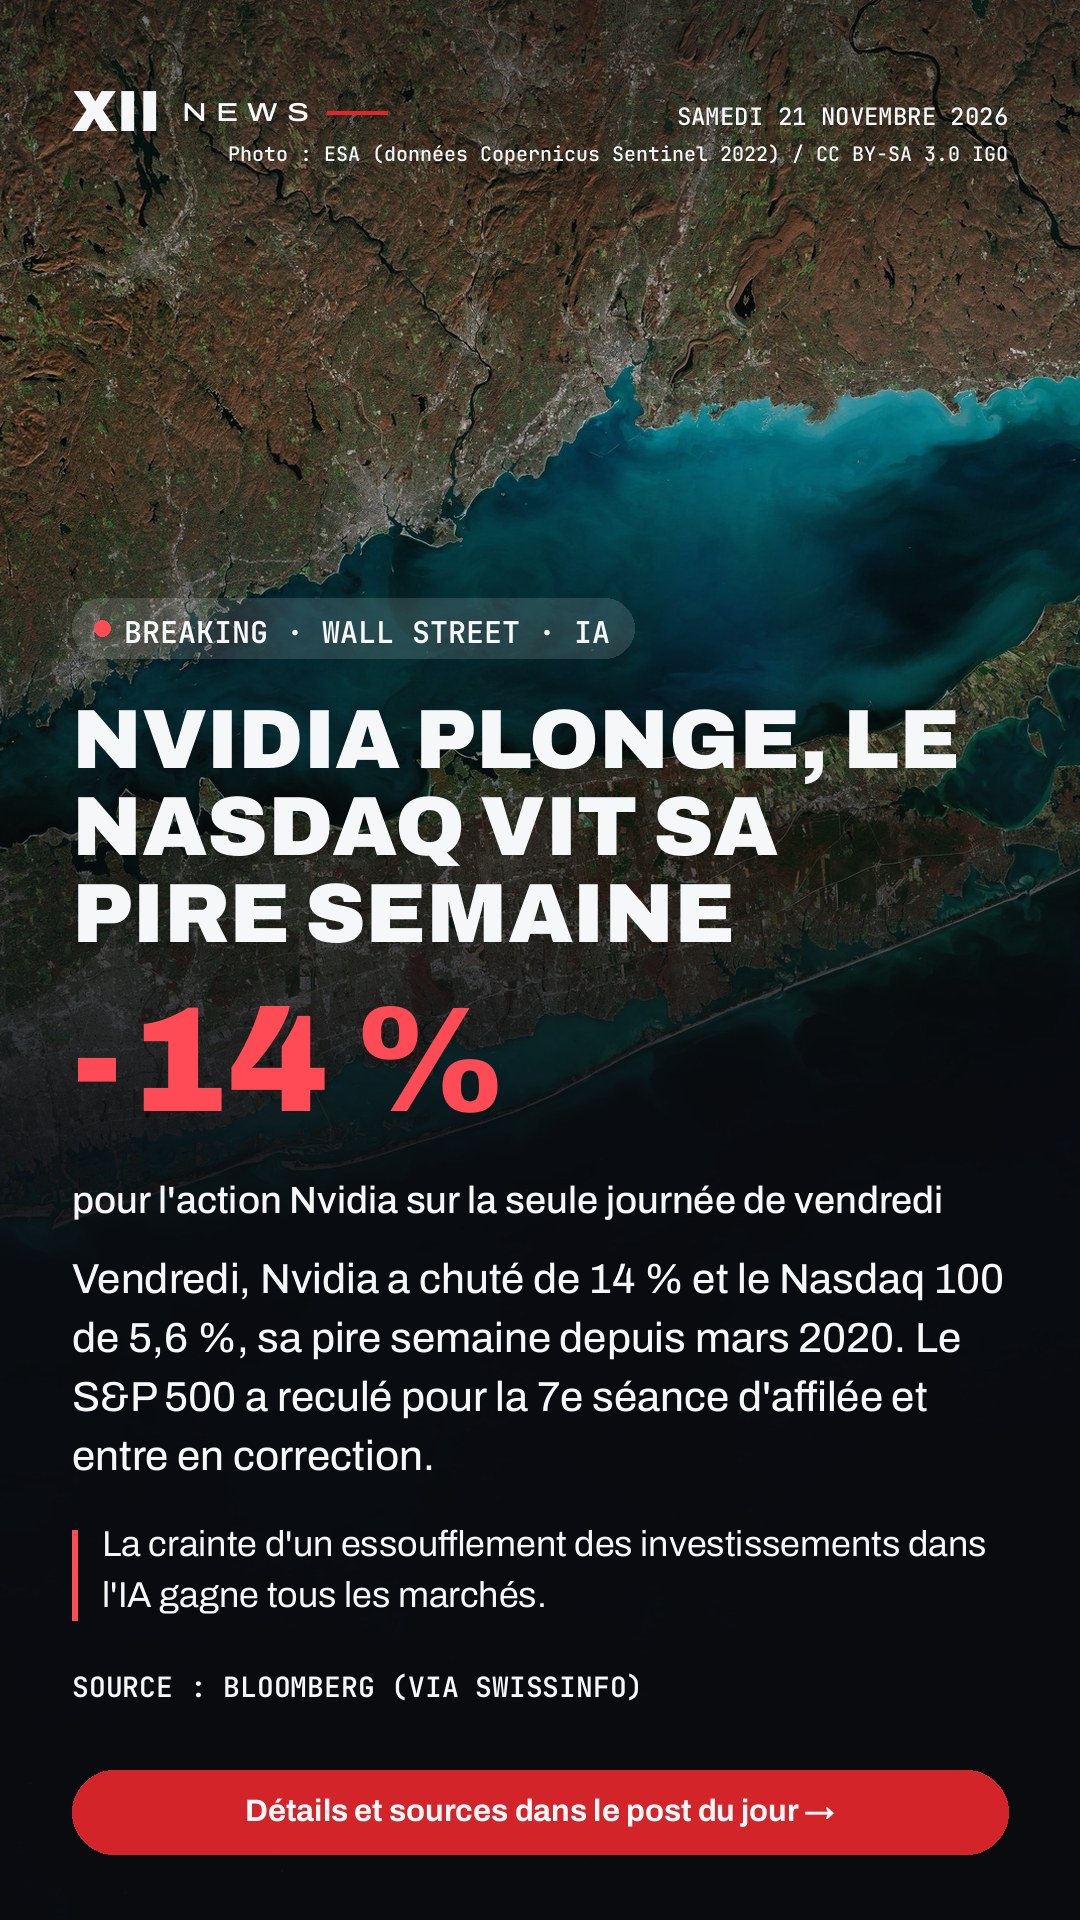 XII NEWS
SAMEDI 21 NOVEMBRE 2026
Photo : ESA (données Copernicus Sentinel 2022) / CC BY-SA 3.0 IGO
BREAKING · WALL STREET · IA
NVIDIA PLONGE, LE
NASDAQ VIT SA
PIRE SEMAINE
-14 %
pour l'action Nvidia sur la seule journée de vendredi
Vendredi, Nvidia a chuté de 14 % et le Nasdaq 100
de 5,6 %, sa pire semaine depuis mars 2020. Le
S&P 500 a reculé pour la 7e séance d'affilée et
entre en correction.
La crainte d'un essoufflement des investissements dans
l'IA gagne tous les marchés.
SOURCE : BLOOMBERG (VIA SWISSINFO)
Détails et sources dans le post du jour →